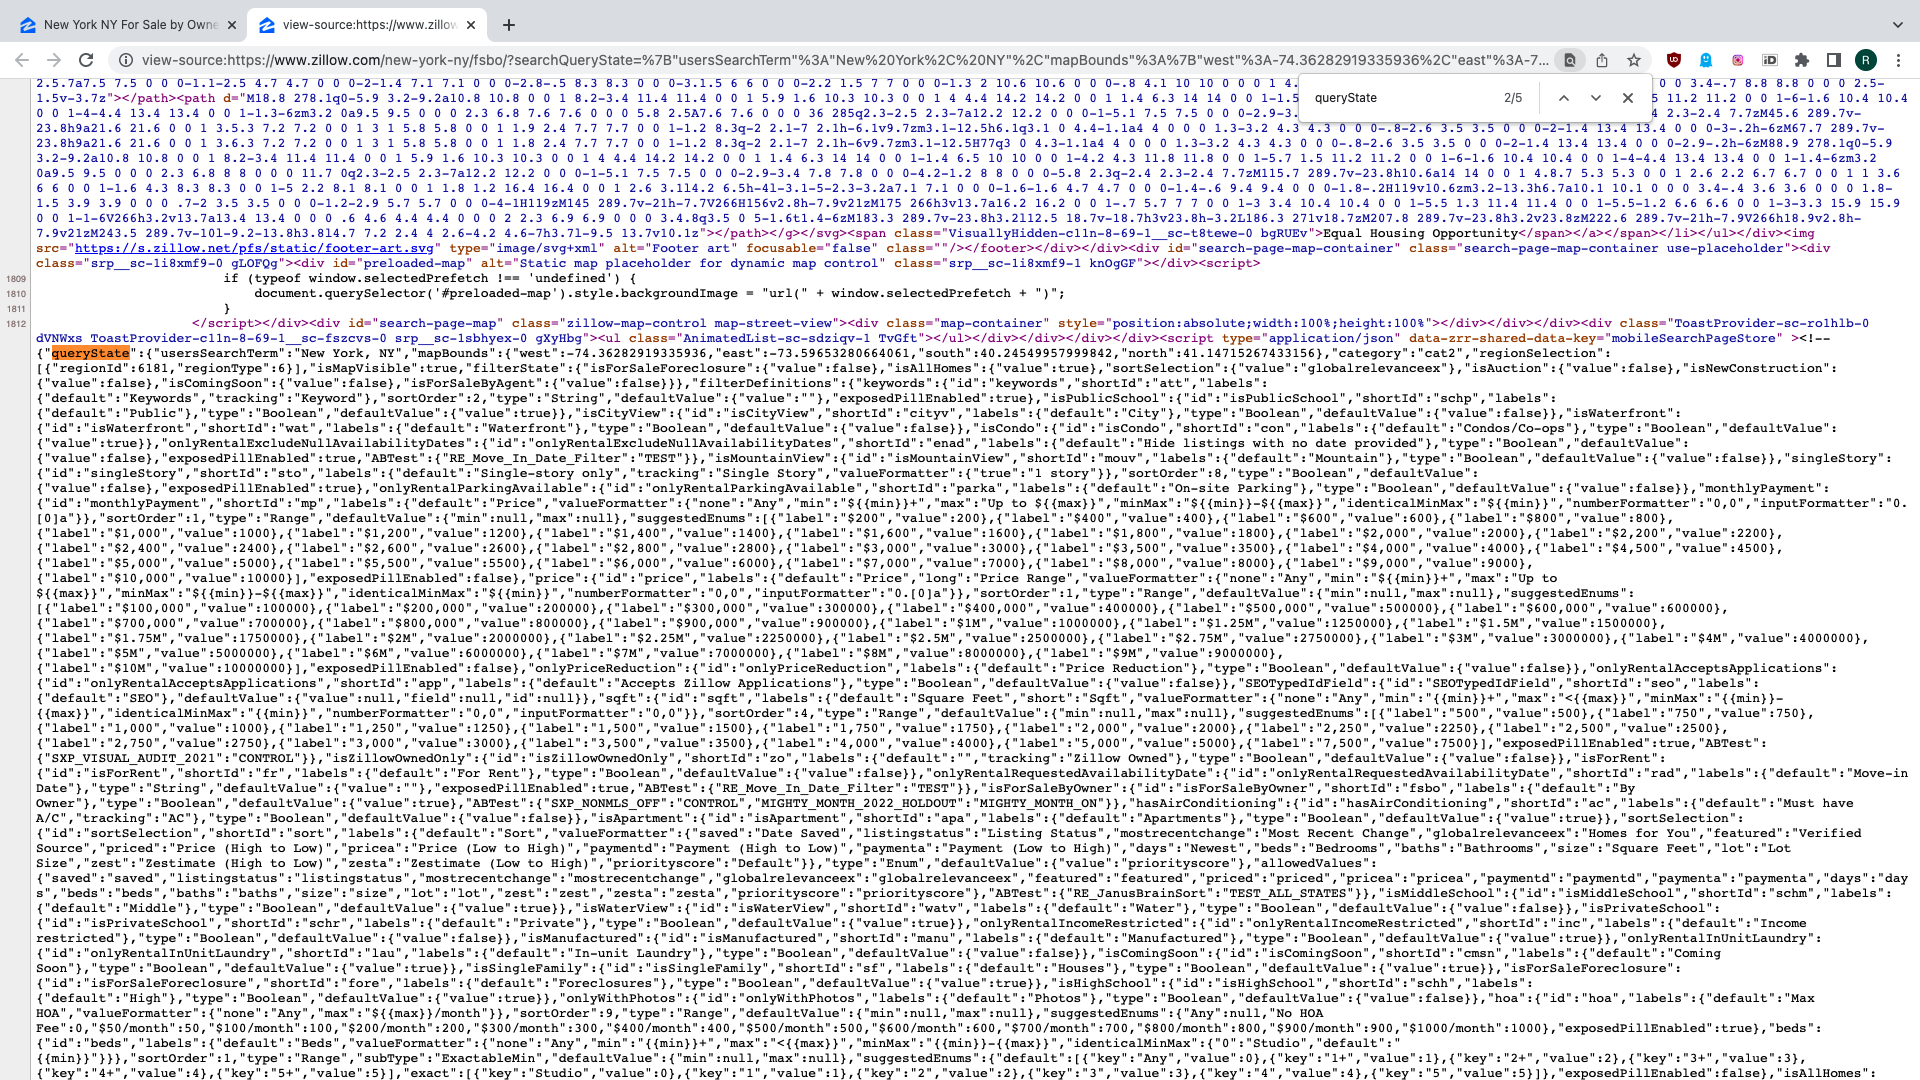 New York NY For Sale by Owne
view-source:https://www.zillow
view-source:https://www.zillow.com/new-york-ny/fsbo/?searchQueryState=%7B"usersSearchTerm"%3A"New%20York%2C%20NY"%2C"mapBounds"%3A%7B"west"%3A-74.36282919335936%2C"east"%3A-7...
queryState 2/5
src="https://s.zillow.net/pfs/static/footer-art.svg" type="image/svg+xml" alt="Footer art" focusable="false" class=""/></footer></div></div><div id="search-page-map-container" class="search-page-map-container use-placeholder"><div
class="srp__sc-1i8xmf9-0 gLOFQg"><div id="preloaded-map" alt="Static map placeholder for dynamic map control" class="srp__sc-1i8xmf9-1 knOgGF"></div><script>
1809 if (typeof window.selectedPrefetch !== 'undefined') {
1810 document.querySelector('#preloaded-map').style.backgroundImage = "url(" + window.selectedPrefetch + ")";
1811 }
1812 </script></div><div id="search-page-map" class="zillow-map-control map-street-view"><div class="map-container" style="position:absolute;width:100%;height:100%"></div></div></div><div class="ToastProvider-sc-ro1hlb-0
dVNWxs ToastProvider-c11n-8-69-1__sc-fszcvs-0 srp__sc-1sbhyex-0 gXyHbg"><ul class="AnimatedList-sc-sdziqv-1 TvGft"></ul></div></div></div></div><script type="application/json" data-zrr-shared-data-key="mobileSearchPageStore" ><!--
{"queryState":{"usersSearchTerm":"New York, NY","mapBounds":{"west":-74.36282919335936,"east":-73.59653280664061,"south":40.24549957999842,"north":41.14715267433156},"category":"cat2","regionSelection":
[{"regionId":6181,"regionType":6}],"isMapVisible":true,"filterState":{"isForSaleForeclosure":{"value":false},"isAllHomes":{"value":true},"sortSelection":{"value":"globalrelevanceex"},"isAuction":{"value":false},"isNewConstruction":
{"value":false},"isComingSoon":{"value":false},"isForSaleByAgent":{"value":false}}},"filterDefinitions":{"keywords":{"id":"keywords","shortId":"att","labels":
{"default":"Keywords","tracking":"Keyword"},"sortOrder":2,"type":"String","defaultValue":{"value":""},"exposedPillEnabled":true},"isPublicSchool":{"id":"isPublicSchool","shortId":"schp","labels":
{"default":"Public"},"type":"Boolean","defaultValue":{"value":true}},"isCityView":{"id":"isCityView","shortId":"cityv","labels":{"default":"City"},"type":"Boolean","defaultValue":{"value":false}},"isWaterfront":
{"id":"isWaterfront","shortId":"wat","labels":{"default":"Waterfront"},"type":"Boolean","defaultValue":{"value":false}},"isCondo":{"id":"isCondo","shortId":"con","labels":{"default":"Condos/Co-ops"},"type":"Boolean","defaultValue":
{"value":true}},"onlyRentalExcludeNullAvailabilityDates":{"id":"onlyRentalExcludeNullAvailabilityDates","shortId":"enad","labels":{"default":"Hide listings with no date provided"},"type":"Boolean","defaultValue":
{"value":false},"exposedPillEnabled":true,"ABTest":{"RE_Move_In_Date_Filter":"TEST"}},"isMountainView":{"id":"isMountainView","shortId":"mouv","labels":{"default":"Mountain"},"type":"Boolean","defaultValue":{"value":false}},"singleStory":
{"id":"singleStory","shortId":"sto","labels":{"default":"Single-story only","tracking":"Single Story","valueFormatter":{"true":"1 story"}},"sortOrder":8,"type":"Boolean","defaultValue":
{"value":false},"exposedPillEnabled":true},"onlyRentalParkingAvailable":{"id":"onlyRentalParkingAvailable","shortId":"parka","labels":{"default":"On-site Parking"},"type":"Boolean","defaultValue":{"value":false}},"monthlyPayment":
{"id":"monthlyPayment","shortId":"mp","labels":{"default":"Price","valueFormatter":{"none":"Any","min":"${{min}}+","max":"Up to ${{max}}","minMax":"${{min}}-${{max}}","identicalMinMax":"${{min}}","numberFormatter":"0,0","inputFormatter":"0.
[0]a"}},"sortOrder":1,"type":"Range","defaultValue":{"min":null,"max":null},"suggestedEnums":[{"label":"$200","value":200},{"label":"$400","value":400},{"label":"$600","value":600},{"label":"$800","value":800},
{"label":"$1,000","value":1000},{"label":"$1,200","value":1200},{"label":"$1,400","value":1400},{"label":"$1,600","value":1600},{"label":"$1,800","value":1800},{"label":"$2,000","value":2000},{"label":"$2,200","value":2200},
{"label":"$2,400","value":2400},{"label":"$2,600","value":2600},{"label":"$2,800","value":2800},{"label":"$3,000","value":3000},{"label":"$3,500","value":3500},{"label":"$4,000","value":4000},{"label":"$4,500","value":4500},
{"label":"$5,000","value":5000},{"label":"$5,500","value":5500},{"label":"$6,000","value":6000},{"label":"$7,000","value":7000},{"label":"$8,000","value":8000},{"label":"$9,000","value":9000},
{"label":"$10,000","value":10000}],"exposedPillEnabled":false},"price":{"id":"price","labels":{"default":"Price","long":"Price Range","valueFormatter":{"none":"Any","min":"${{min}}+","max":"Up to
${{max}}","minMax":"${{min}}-${{max}}","identicalMinMax":"${{min}}","numberFormatter":"0,0","inputFormatter":"0.[0]a"}},"sortOrder":1,"type":"Range","defaultValue":{"min":null,"max":null},"suggestedEnums":
[{"label":"$100,000","value":100000},{"label":"$200,000","value":200000},{"label":"$300,000","value":300000},{"label":"$400,000","value":400000},{"label":"$500,000","value":500000},{"label":"$600,000","value":600000},
{"label":"$700,000","value":700000},{"label":"$800,000","value":800000},{"label":"$900,000","value":900000},{"label":"$1M","value":1000000},{"label":"$1.25M","value":1250000},{"label":"$1.5M","value":1500000},
{"label":"$1.75M","value":1750000},{"label":"$2M","value":2000000},{"label":"$2.25M","value":2250000},{"label":"$2.5M","value":2500000},{"label":"$2.75M","value":2750000},{"label":"$3M","value":3000000},{"label":"$4M","value":4000000},
{"label":"$5M","value":5000000},{"label":"$6M","value":6000000},{"label":"$7M","value":7000000},{"label":"$8M","value":8000000},{"label":"$9M","value":9000000},
{"label":"$10M","value":10000000}],"exposedPillEnabled":false},"onlyPriceReduction":{"id":"onlyPriceReduction","labels":{"default":"Price Reduction"},"type":"Boolean","defaultValue":{"value":false}},"onlyRentalAcceptsApplications":
{"id":"onlyRentalAcceptsApplications","shortId":"app","labels":{"default":"Accepts Zillow Applications"},"type":"Boolean","defaultValue":{"value":false}},"SEOTypedIdField":{"id":"SEOTypedIdField","shortId":"seo","labels":
{"default":"SEO"},"defaultValue":{"value":null,"field":null,"id":null}},"sqft":{"id":"sqft","labels":{"default":"Square Feet","short":"Sqft","valueFormatter":{"none":"Any","min":"{{min}}+","max":"<{{max}}","minMax":"{{min}}-
{{max}}","identicalMinMax":"{{min}}","numberFormatter":"0,0","inputFormatter":"0,0"}},"sortOrder":4,"type":"Range","defaultValue":{"min":null,"max":null},"suggestedEnums":[{"label":"500","value":500},{"label":"750","value":750},
{"label":"1,000","value":1000},{"label":"1,250","value":1250},{"label":"1,500","value":1500},{"label":"1,750","value":1750},{"label":"2,000","value":2000},{"label":"2,250","value":2250},{"label":"2,500","value":2500},
{"label":"2,750","value":2750},{"label":"3,000","value":3000},{"label":"3,500","value":3500},{"label":"4,000","value":4000},{"label":"5,000","value":5000},{"label":"7,500","value":7500}],"exposedPillEnabled":true,"ABTest":
{"SXP_VISUAL_AUDIT_2021":"CONTROL"}},"isZillowOwnedOnly":{"id":"isZillowOwnedOnly","shortId":"zo","labels":{"default":"","tracking":"Zillow Owned"},"type":"Boolean","defaultValue":{"value":false}},"isForRent":
{"id":"isForRent","shortId":"fr","labels":{"default":"For Rent"},"type":"Boolean","defaultValue":{"value":false}},"onlyRentalRequestedAvailabilityDate":{"id":"onlyRentalRequestedAvailabilityDate","shortId":"rad","labels":{"default":"Move-in
Date"},"type":"String","defaultValue":{"value":""},"exposedPillEnabled":true,"ABTest":{"RE_Move_In_Date_Filter":"TEST"}},"isForSaleByOwner":{"id":"isForSaleByOwner","shortId":"fsbo","labels":{"default":"By
Owner"},"type":"Boolean","defaultValue":{"value":true},"ABTest":{"SXP_NONMLS_OFF":"CONTROL","MIGHTY_MONTH_2022_HOLDOUT":"MIGHTY_MONTH_ON"}},"hasAirConditioning":{"id":"hasAirConditioning","shortId":"ac","labels":{"default":"Must have
A/C","tracking":"AC"},"type":"Boolean","defaultValue":{"value":false}},"isApartment":{"id":"isApartment","shortId":"apa","labels":{"default":"Apartments"},"type":"Boolean","defaultValue":{"value":true}},"sortSelection":
{"id":"sortSelection","shortId":"sort","labels":{"default":"Sort","valueFormatter":{"saved":"Date Saved","listingstatus":"Listing Status","mostrecentchange":"Most Recent Change","globalrelevanceex":"Homes for You","featured":"Verified
Source","priced":"Price (High to Low)","pricea":"Price (Low to High)","paymentd":"Payment (High to Low)","paymenta":"Payment (Low to High)","days":"Newest","beds":"Bedrooms","baths":"Bathrooms","size":"Square Feet","lot":"Lot
Size","zest":"Zestimate (High to Low)","zesta":"Zestimate (Low to High)","priorityscore":"Default"}},"type":"Enum","defaultValue":{"value":"priorityscore"},"allowedValues":
{"saved":"saved","listingstatus":"listingstatus","mostrecentchange":"mostrecentchange","globalrelevanceex":"globalrelevanceex","featured":"featured","priced":"priced","pricea":"pricea","paymentd":"paymentd","paymenta":"paymenta","days":"day
s","beds":"beds","baths":"baths","size":"size","lot":"lot","zest":"zest","zesta":"zesta","priorityscore":"priorityscore"},"ABTest":{"RE_JanusBrainSort":"TEST_ALL_STATES"}},"isMiddleSchool":{"id":"isMiddleSchool","shortId":"schm","labels":
{"default":"Middle"},"type":"Boolean","defaultValue":{"value":true}},"isWaterView":{"id":"isWaterView","shortId":"watv","labels":{"default":"Water"},"type":"Boolean","defaultValue":{"value":false}},"isPrivateSchool":
{"id":"isPrivateSchool","shortId":"schr","labels":{"default":"Private"},"type":"Boolean","defaultValue":{"value":true}},"onlyRentalIncomeRestricted":{"id":"onlyRentalIncomeRestricted","shortId":"inc","labels":{"default":"Income
restricted"},"type":"Boolean","defaultValue":{"value":false}},"isManufactured":{"id":"isManufactured","shortId":"manu","labels":{"default":"Manufactured"},"type":"Boolean","defaultValue":{"value":true}},"onlyRentalInUnitLaundry":
{"id":"onlyRentalInUnitLaundry","shortId":"lau","labels":{"default":"In-unit Laundry"},"type":"Boolean","defaultValue":{"value":false}},"isComingSoon":{"id":"isComingSoon","shortId":"cmsn","labels":{"default":"Coming
Soon"},"type":"Boolean","defaultValue":{"value":true}},"isSingleFamily":{"id":"isSingleFamily","shortId":"sf","labels":{"default":"Houses"},"type":"Boolean","defaultValue":{"value":true}},"isForSaleForeclosure":
{"id":"isForSaleForeclosure","shortId":"fore","labels":{"default":"Foreclosures"},"type":"Boolean","defaultValue":{"value":true}},"isHighSchool":{"id":"isHighSchool","shortId":"schh","labels":
{"default":"High"},"type":"Boolean","defaultValue":{"value":true}},"onlyWithPhotos":{"id":"onlyWithPhotos","labels":{"default":"Photos"},"type":"Boolean","defaultValue":{"value":false}},"hoa":{"id":"hoa","labels":{"default":"Max
HOA","valueFormatter":{"none":"Any","max":"${{max}}/month"}},"sortOrder":9,"type":"Range","defaultValue":{"min":null,"max":null},"suggestedEnums":{"Any":null,"No HOA
Fee":0,"$50/month":50,"$100/month":100,"$200/month":200,"$300/month":300,"$400/month":400,"$500/month":500,"$600/month":600,"$700/month":700,"$800/month":800,"$900/month":900,"$1000/month":1000},"exposedPillEnabled":true},"beds":
{"id":"beds","labels":{"default":"Beds","valueFormatter":{"none":"Any","min":"{{min}}+","max":"<{{max}}","minMax":"{{min}}-{{max}}","identicalMinMax":{"0":"Studio","default":"
{{min}}"}}},"sortOrder":1,"type":"Range","subType":"ExactableMin","defaultValue":{"min":null,"max":null},"suggestedEnums":{"default":[{"key":"Any","value":0},{"key":"1+","value":1},{"key":"2+","value":2},{"key":"3+","value":3},
{"key":"4+","value":4},{"key":"5+","value":5}],"exact":[{"key":"Studio","value":0},{"key":"1","value":1},{"key":"2","value":2},{"key":"3","value":3},{"key":"4","value":4},{"key":"5","value":5}]},"exposedPillEnabled":false},"isAllHomes":